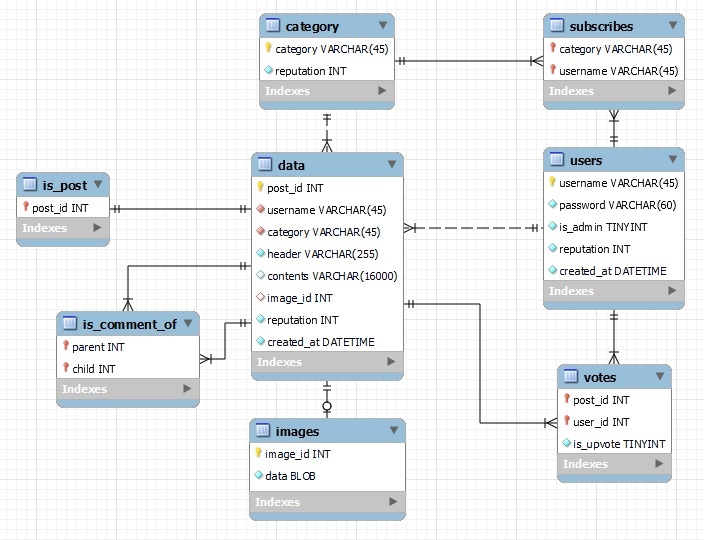 category
category VARCHAR(45)
reputation INT
Indexes
subscribes
category VARCHAR(45)
username VARCHAR(45)
Indexes
is_post
post_id INT
Indexes
data
post_id INT
username VARCHAR(45)
category VARCHAR(45)
header VARCHAR(255)
contents VARCHAR(16000)
image_id INT
reputation INT
created_at DATETIME
Indexes
users
username VARCHAR(45)
password VARCHAR(60)
is_admin TINYINT
reputation INT
created_at DATETIME
Indexes
is_comment_of
parent INT
child INT
Indexes
images
image_id INT
data BLOB
Indexes
votes
post_id INT
user_id INT
is_upvote TINYINT
Indexes